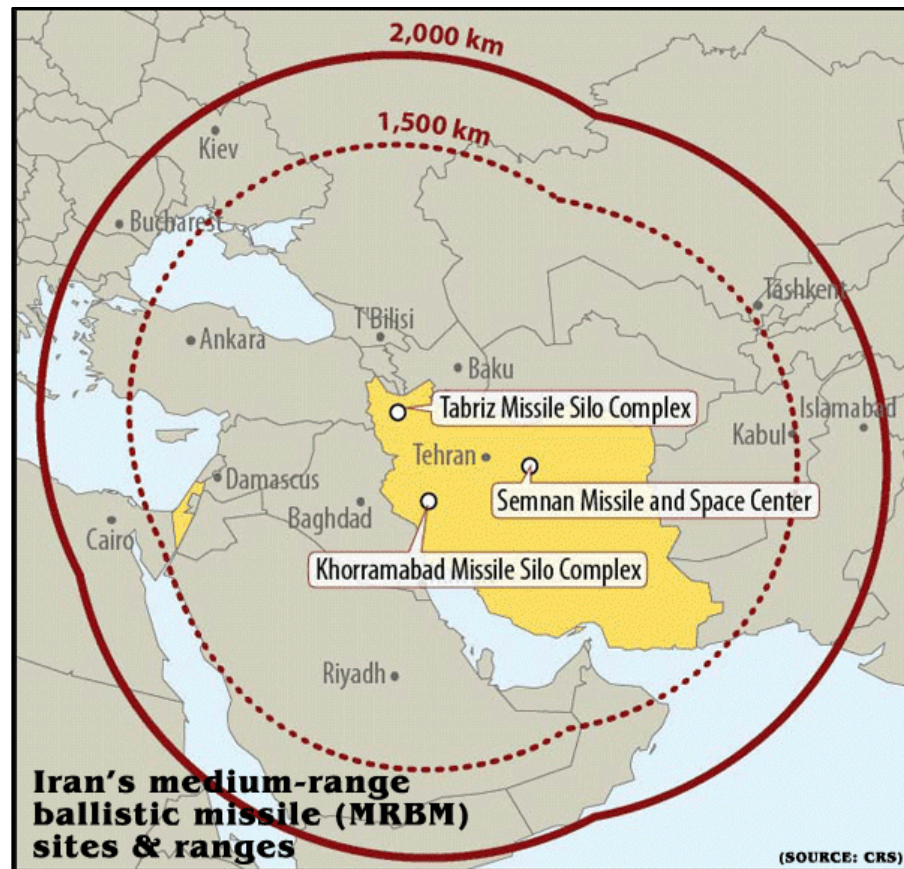 2,000 km
1,500 km
Kiev
Bucharest
Tashkent
Ankara
T'Bilisi
Baku
Tabriz Missile Silo Complex
Islamabad
Kabul
Tehran
Damascus
Semnan Missile and Space Center
Baghdad
Cairo
Khorramabad Missile Silo Complex
Riyadh
Iran's medium-range
ballistic missile (MRBM)
sites & ranges
(SOURCE: CRS)